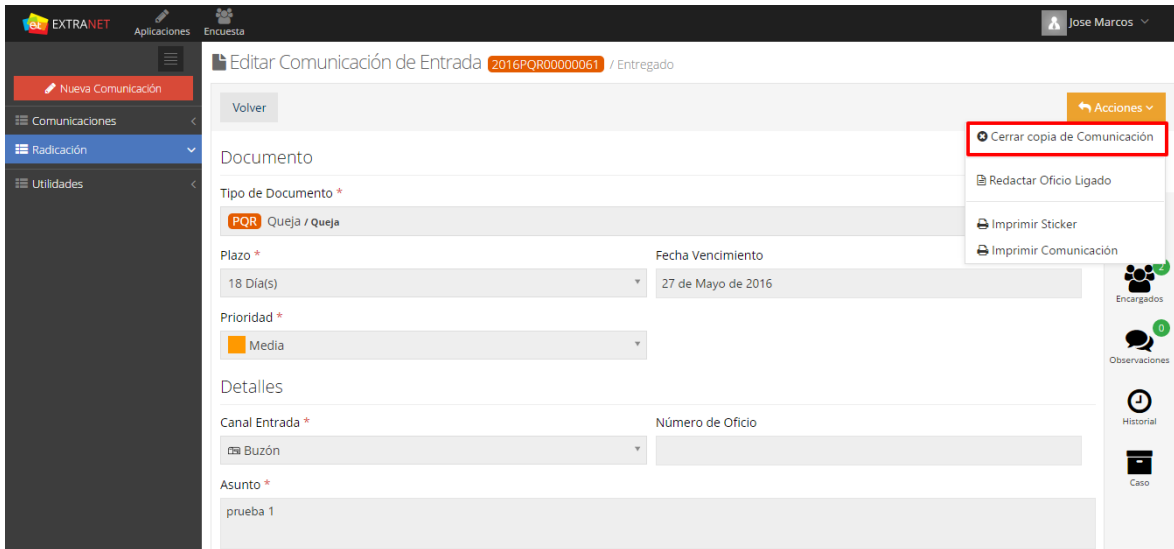 et EXTRANET
Aplicaciones
Encuesta
Jose Marcos
Nueva Comunicación
Comunicaciones
Radicación
Utilidades
Editar Comunicación de Entrada 2016PQR00000061 / Entregado
Volver
Acciones
Cerrar copia de Comunicación
Redactar Oficio Ligado
Imprimir Sticker
Imprimir Comunicación
Documento
Tipo de Documento *
PQR Queja / Queja
Plazo *
Fecha Vencimiento
18 Día(s)
27 de Mayo de 2016
Prioridad *
Media
Detalles
Canal Entrada *
Número de Oficio
Buzón
Asunto *
prueba 1
2
Encargados
0
Observaciones
Historial
Caso